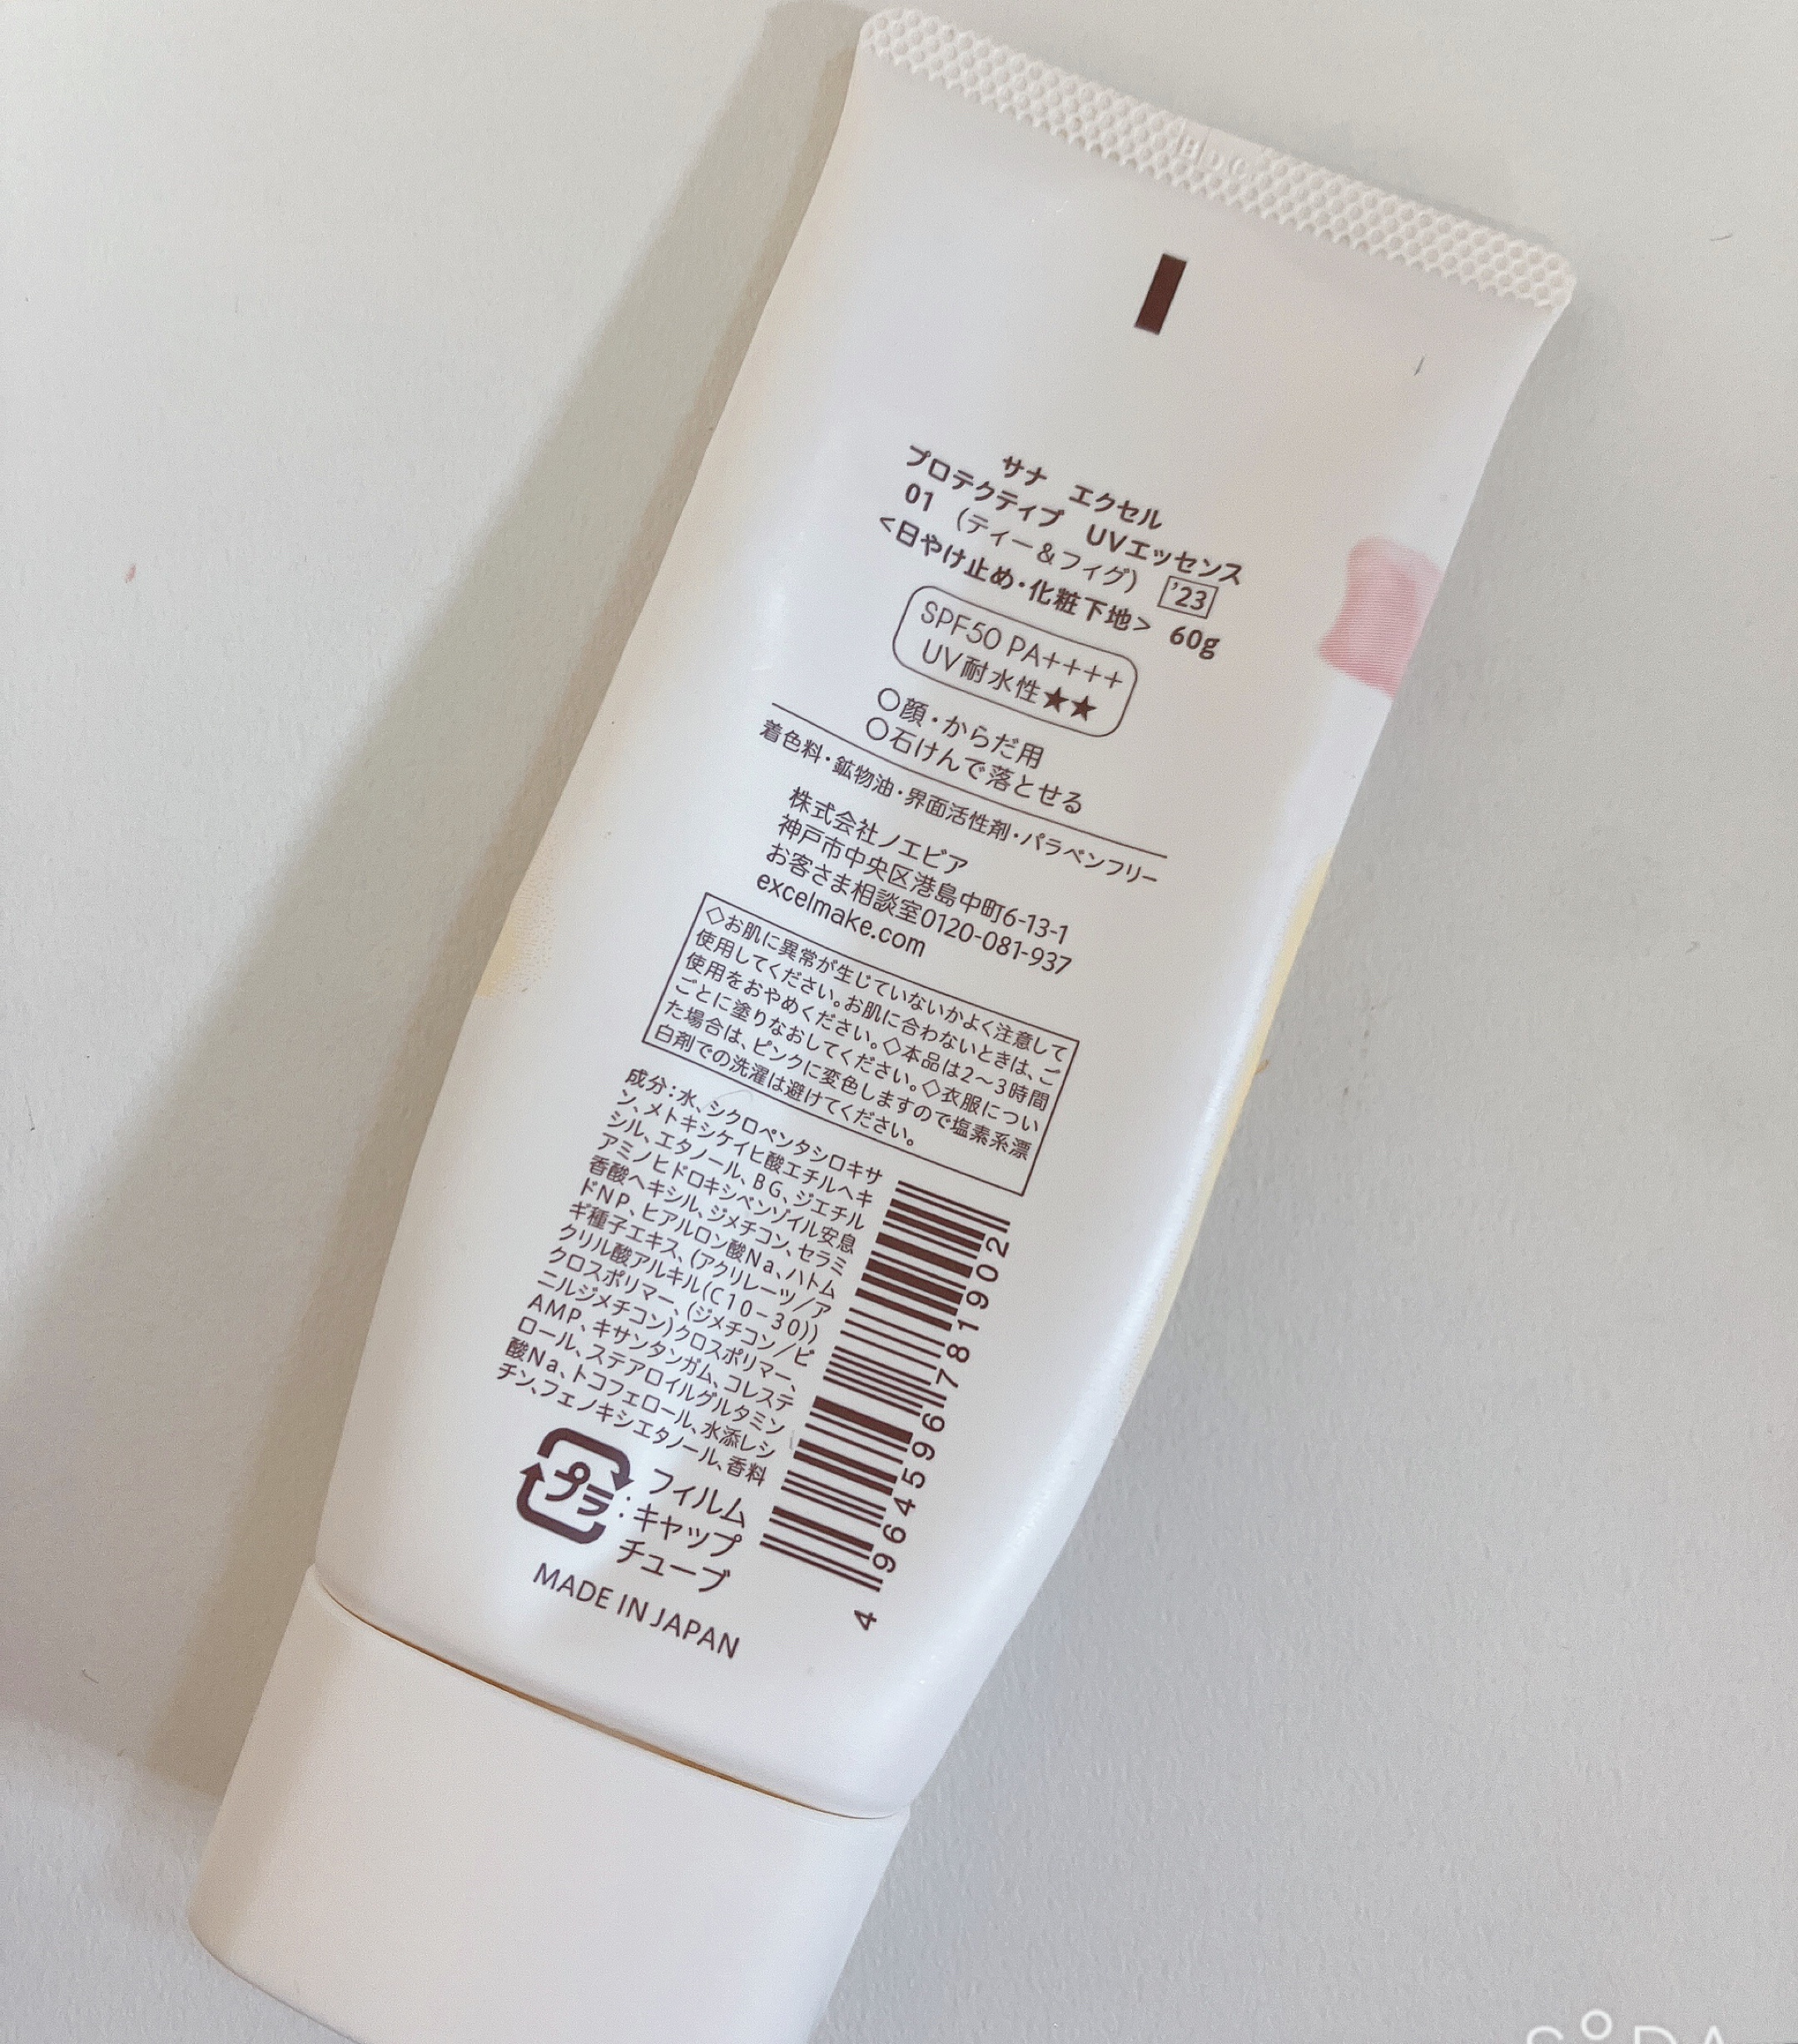 サナ エクセル
プロテクティブ UVエッセンス
01 (ティー&フィグ) '23
<日やけ止め・化粧下地> 60g
SPF50 PA++++
UV耐水性★★
○顔・からだ用
○石けんで落とせる
着色料・鉱物油・界面活性剤・パラベンフリー
株式会社ノエビア
神戸市中央区港島中町6-13-1
お客さま相談室0120-081-937
excelmake.com
◇お肌に異常が生じていないかよく注意して
使用してください。お肌に合わないときは、ご
使用をおやめください。◇本品は2〜3時間
ごとに塗りなおしてください。◇衣服につい
た場合は、ピンクに変色しますので塩素系漂
白剤での洗濯は避けてください。
成分:水、シクロペンタシロキサ
ン、メトキシケイヒ酸エチルヘキ
シル、エタノール、BG、ジエチル
アミノヒドロキシベンゾイル安息
香酸ヘキシル、ジメチコン、セラミ
ドNP、ヒアルロン酸Na、ハトム
ギ種子エキス、(アクリレーツ/ア
クリル酸アルキル(C10-30))
クロスポリマー、(ジメチコン/ビ
ニルジメチコン)クロスポリマー、
AMP、キサンタンガム、コレステ
ロール、ステアロイルグルタミン
酸Na、トコフェロール、水添レシ
チン、フェノキシエタノール、香料
4 964596 781902
プラ
フィルム
:キャップ
チューブ
MADE IN JAPAN
SODA